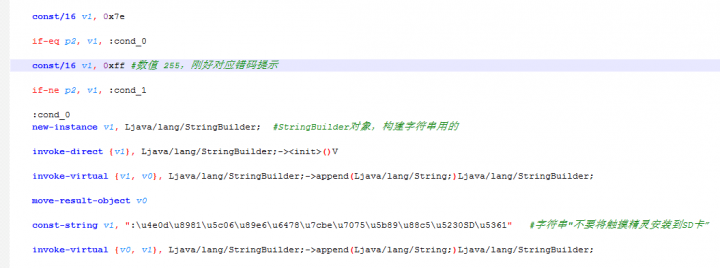 const/16 v1, 0x7e
if-eq p2, v1, :cond_0
const/16 v1, 0xff #数值 255，刚好对应错码提示
if-ne p2, v1, :cond_1
:cond_0
new-instance v1, Ljava/lang/StringBuilder; #StringBuilder对象，构建字符串用的
invoke-direct {v1}, Ljava/lang/StringBuilder;-><init>()V
invoke-virtual {v1, v0}, Ljava/lang/StringBuilder;->append(Ljava/lang/String;)Ljava/lang/StringBuilder;
move-result-object v0
const-string v1, ":\u4e0d\u8981\u5c06\u89e6\u6478\u7cbe\u7075\u5b89\u88c5\u5230SD\u5361" #字符串"不要将触摸精灵安装到SD卡"
invoke-virtual {v0, v1}, Ljava/lang/StringBuilder;->append(Ljava/lang/String;)Ljava/lang/StringBuilder;